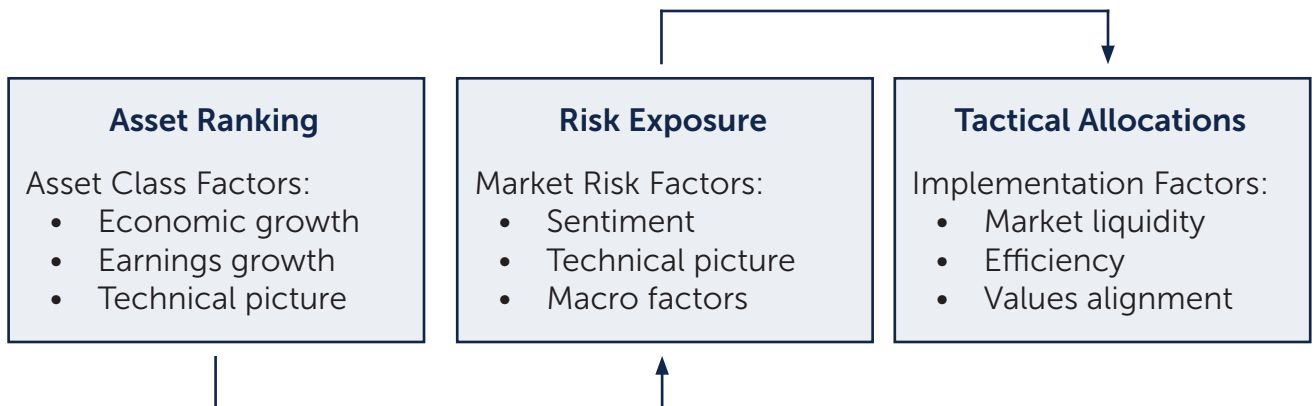 Asset Ranking
Asset Class Factors:
• Economic growth
• Earnings growth
• Technical picture
Risk Exposure
Market Risk Factors:
• Sentiment
• Technical picture
• Macro factors
Tactical Allocations
Implementation Factors:
• Market liquidity
• Efficiency
• Values alignment